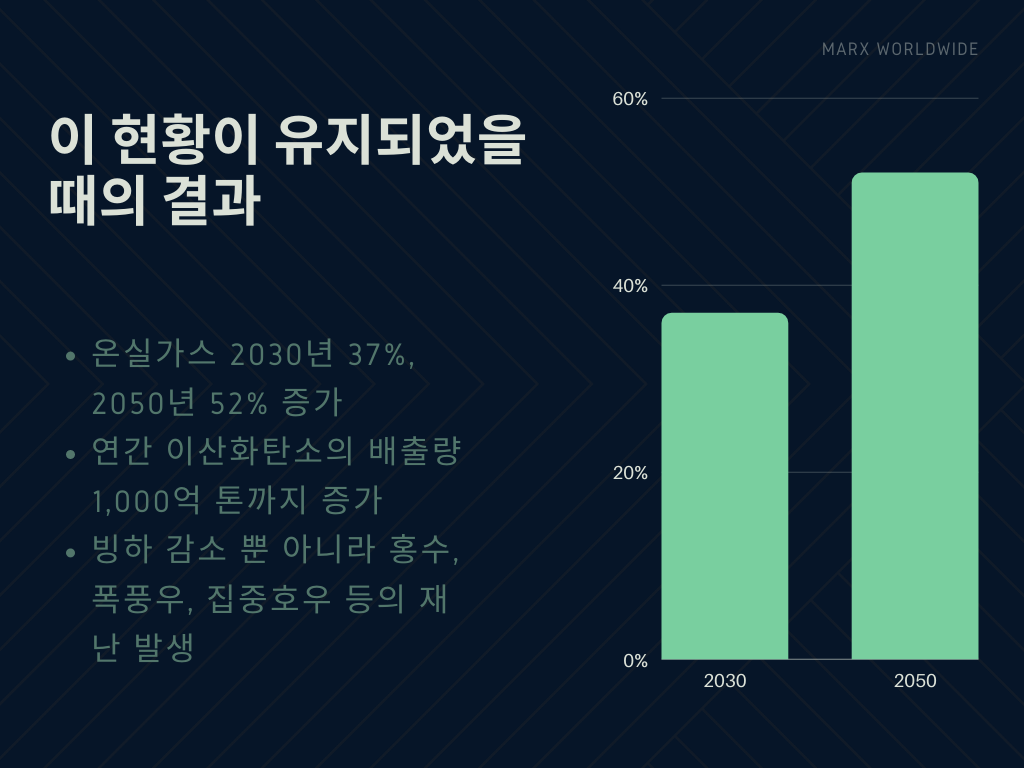 MARX WORLDWIDE
이 현황이 유지되었을
때의 결과
• 온실가스 2030년 37%,
2050년 52% 증가
• 연간 이산화탄소의 배출량
1,000억 톤까지 증가
• 빙하 감소 뿐 아니라 홍수,
폭풍우, 집중호우 등의 재
난 발생
60%
40%
20%
0%
2030
2050